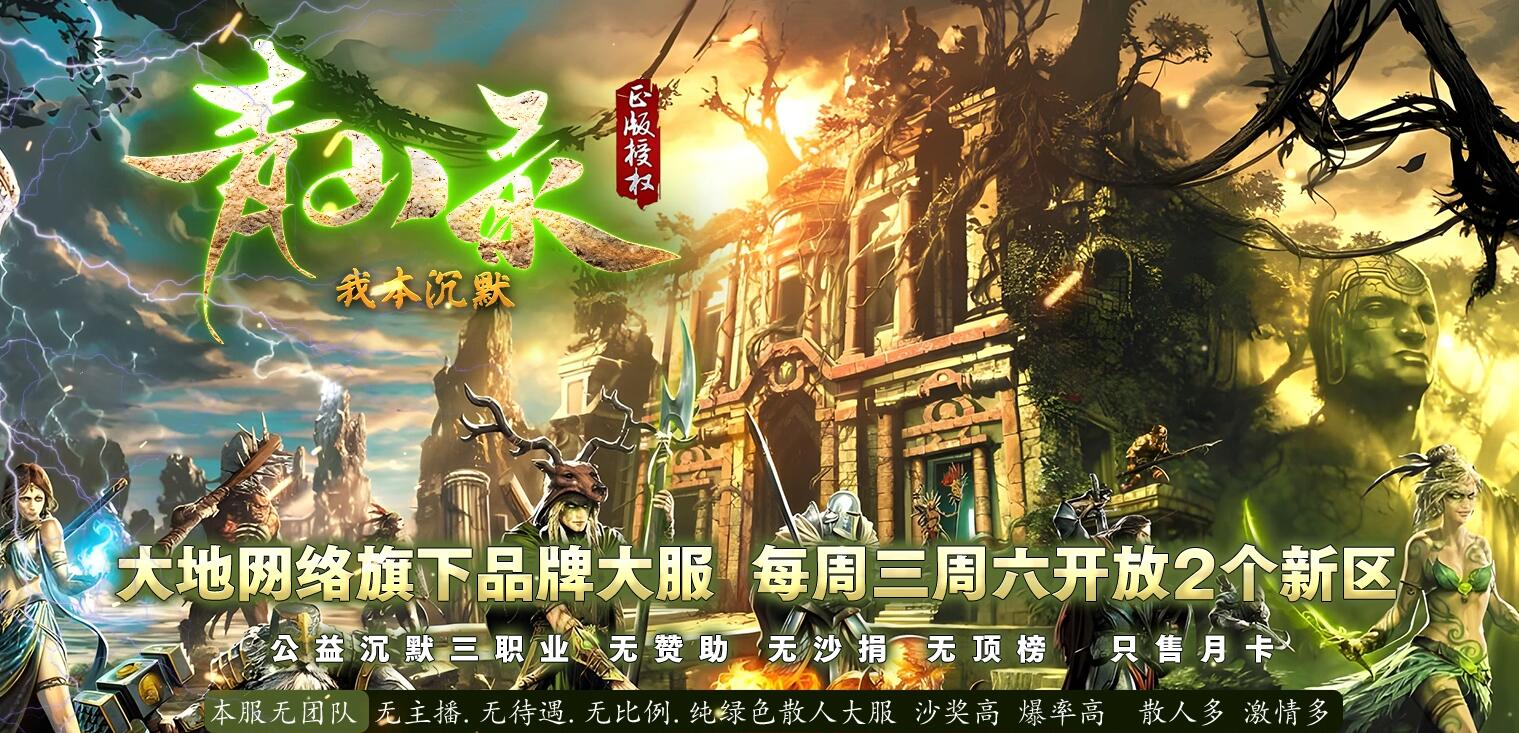 青山录
正版授权
我本沉默
大地网络旗下品牌大服 每周三周六开放2个新区
公益沉默三职业 无赞助 无沙捐 无顶榜 只售月卡
本服无团队 无主播.无待遇.无比例.纯绿色散人大服 沙奖高 爆率高 散人多 激情多